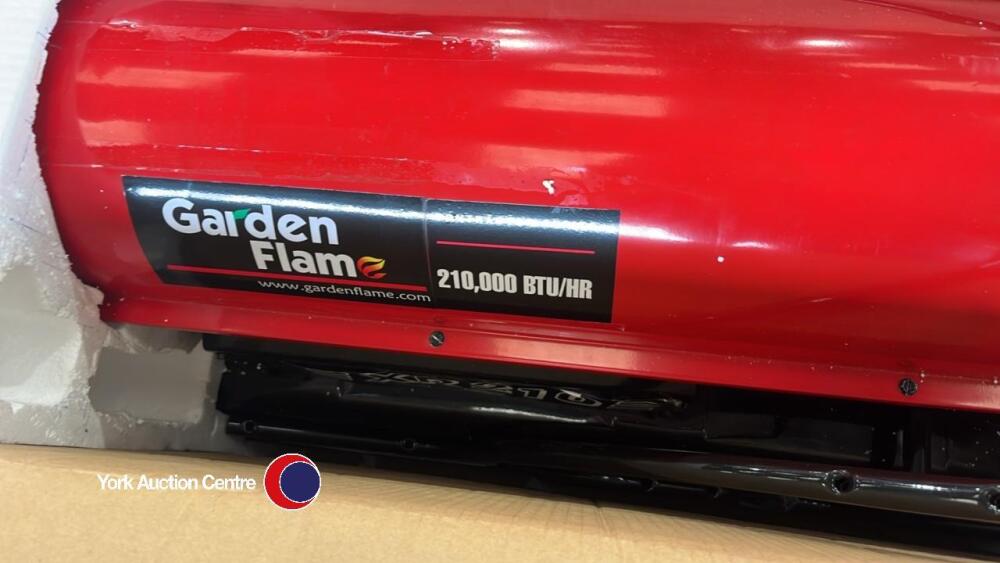 Garden
Flame
www.gardenflame.com
210,000 BTU/HR
York Auction Centre